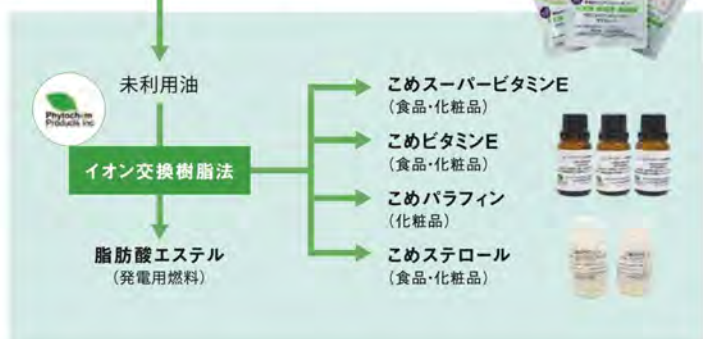 未利用油
Phytochem
Products Inc
イオン交換樹脂法
脂肪酸エステル
(発電用燃料)
こめスーパービタミンE
(食品・化粧品)
こめビタミンE
(食品・化粧品)
こめパラフィン
(化粧品)
こめステロール
(食品・化粧品)